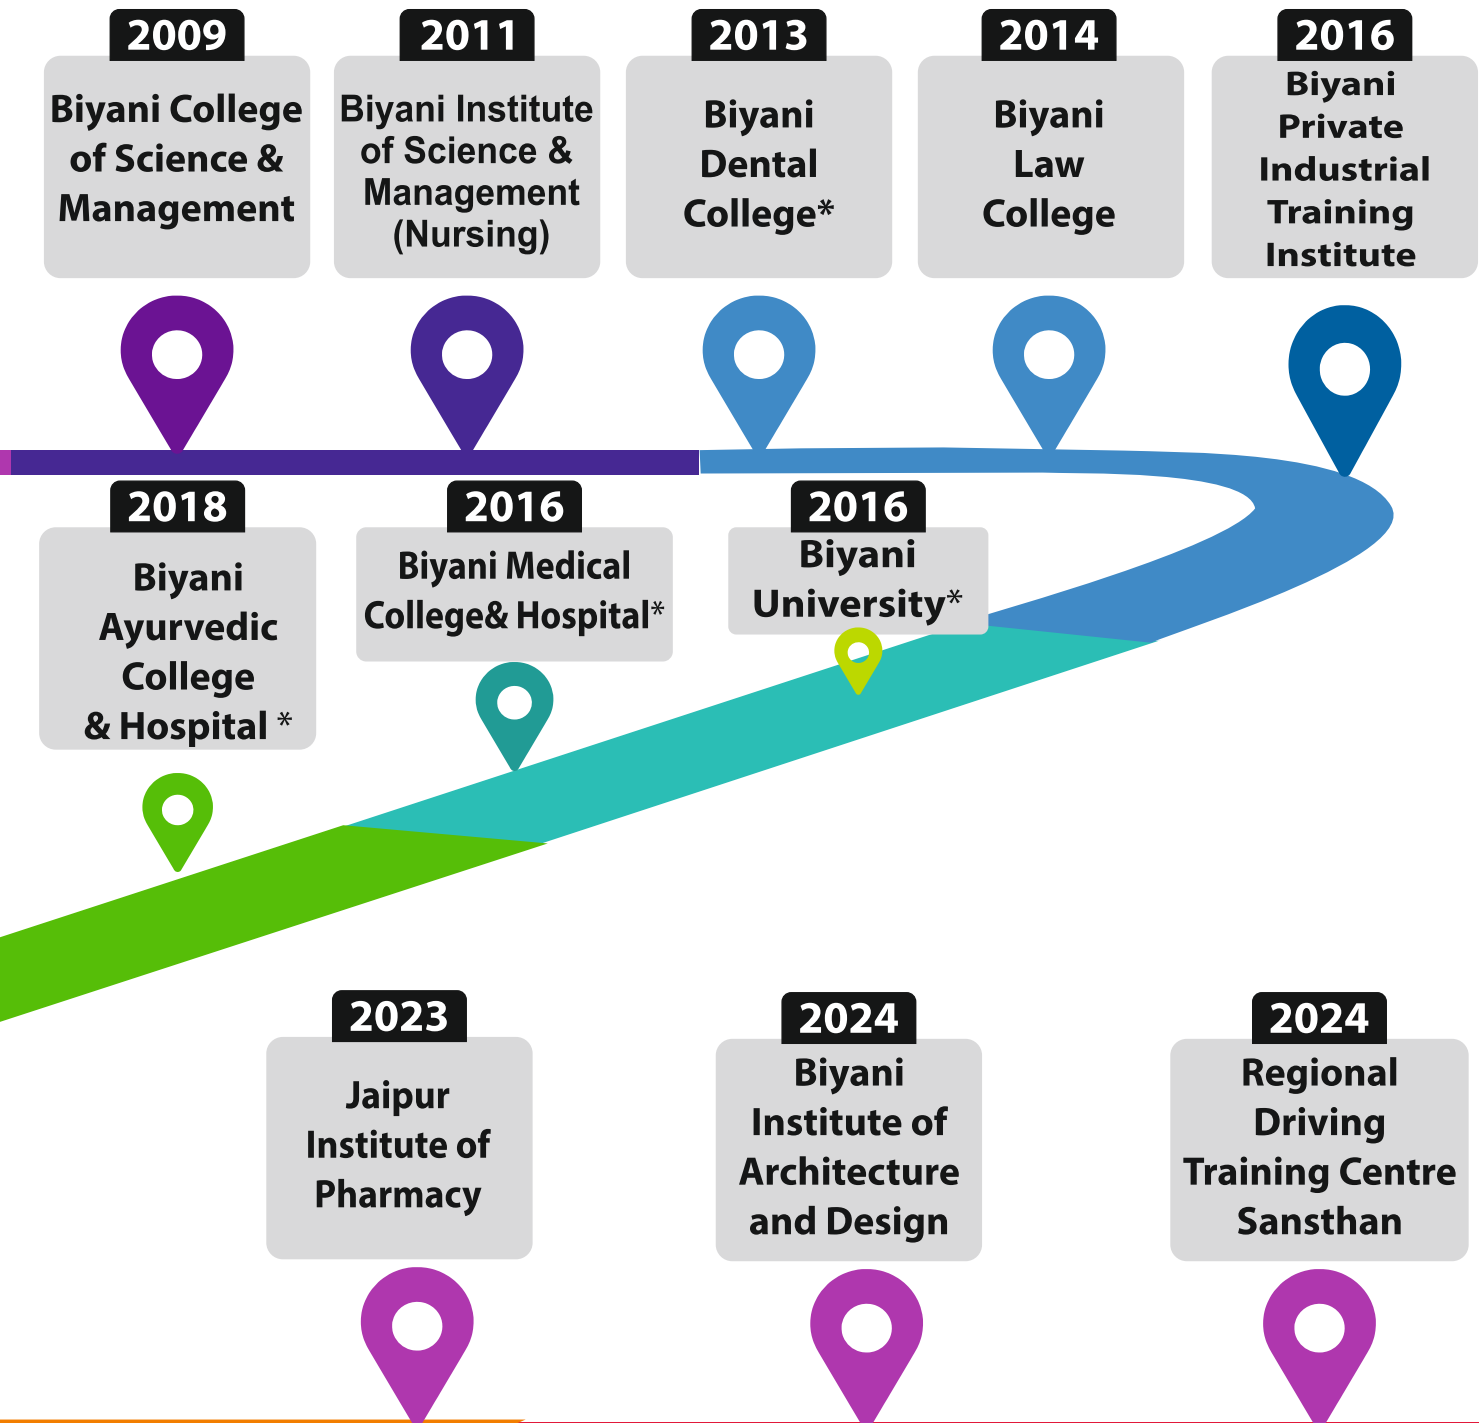 2009
Biyani College
of Science &
Management
2011
Biyani Institute
of Science &
Management
(Nursing)
2013
Biyani
Dental
College*
2014
Biyani
Law
College
2016
Biyani
Private
Industrial
Training
Institute
2018
Biyani
Ayurvedic
College
& Hospital *
2016
Biyani Medical
College& Hospital*
2016
Biyani
University*
2023
Jaipur
Institute of
Pharmacy
2024
Biyani
Institute of
Architecture
and Design
2024
Regional
Driving
Training Centre
Sansthan